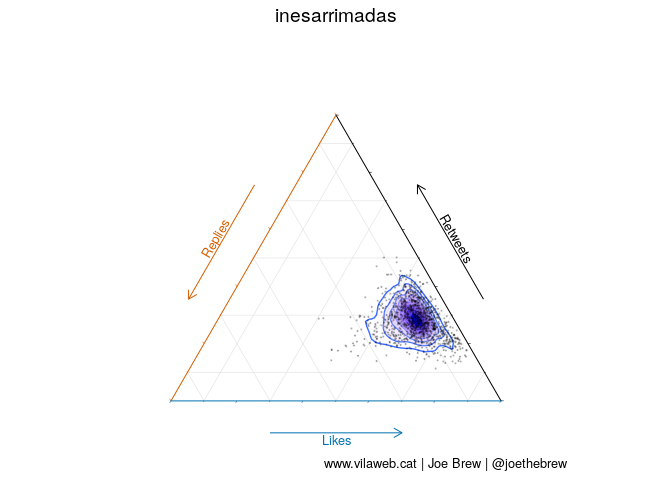 inesarrimadas
Replies
Retweets
Likes
www.vilaweb.cat | Joe Brew | @joethebrew